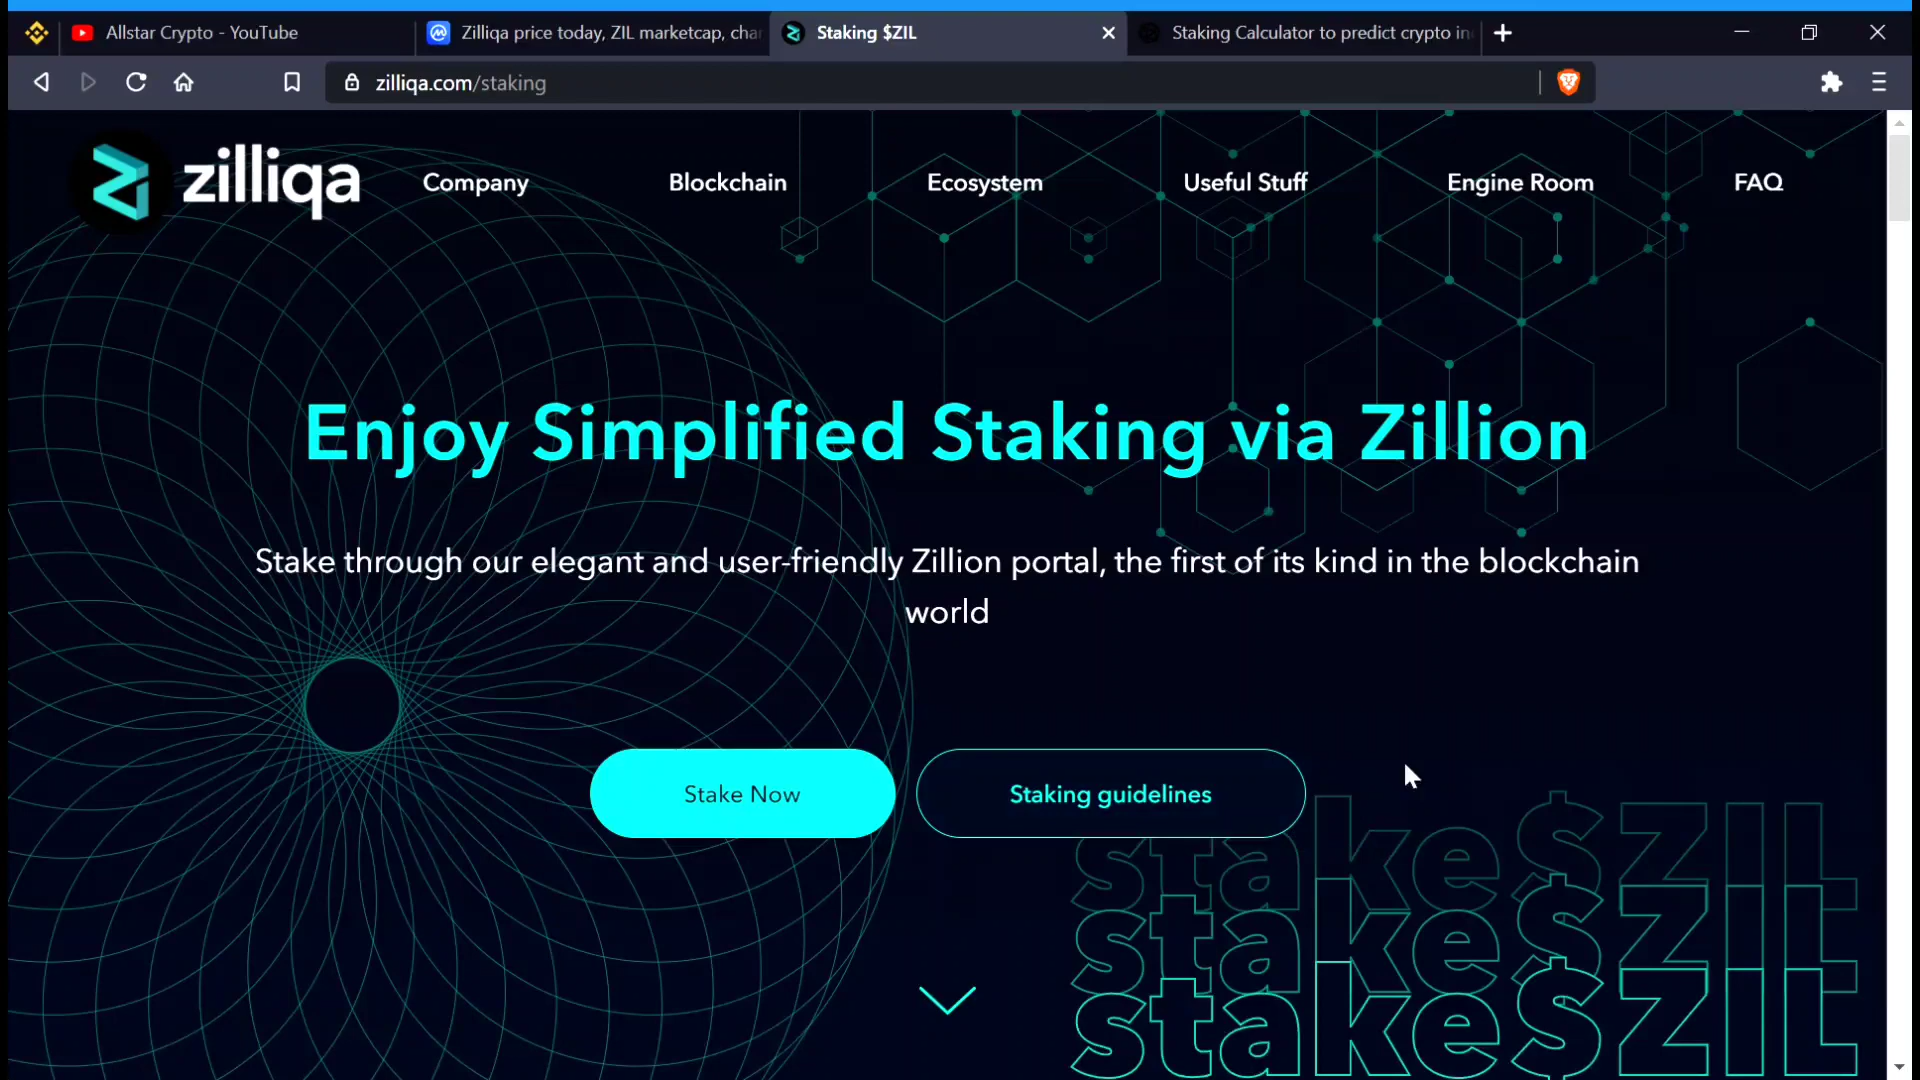 Allstar Crypto - YouTube
Zilliqa price today, ZIL marketcap, cha
Staking $ZIL
Staking Calculator to predict crypto in
zilliqa.com/staking
zilliqa
Company
Blockchain
Ecosystem
Useful Stuff
Engine Room
FAQ
Enjoy Simplified Staking via Zillion
Stake through our elegant and user-friendly Zillion portal, the first of its kind in the blockchain
world
Stake Now
Staking guidelines
stake$ZIL
stake$ZIL
stake$ZIL